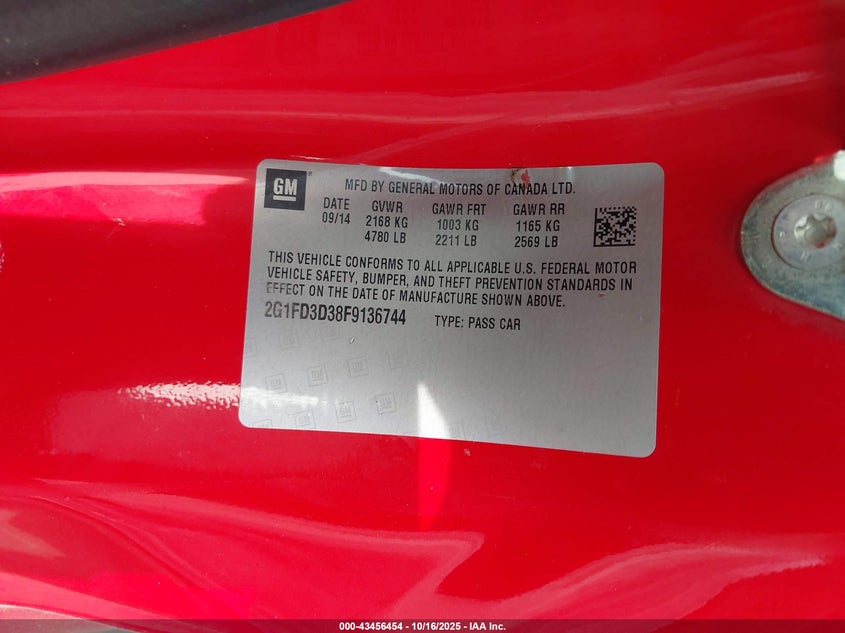 GM ® MFD BY GENERAL MOTORS OF CANADA LTD.
DATE GVWR GAWR FRT GAWR RR
09/14 2168 KG 1003 KG 1165 KG
4780 LB 2211 LB 2569 LB
THIS VEHICLE CONFORMS TO ALL APPLICABLE U.S. FEDERAL MOTOR
VEHICLE SAFETY, BUMPER, AND THEFT PREVENTION STANDARDS IN
EFFECT ON THE DATE OF MANUFACTURE SHOWN ABOVE.
2G1FD3D38F9136744 TYPE: PASS CAR
000-43456454 - 10/16/2025 - IAA Inc.